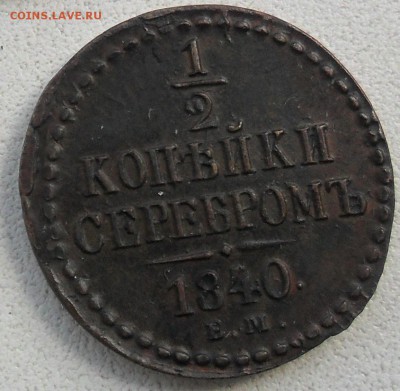 COINS.LAVE.RU
1
2
КОПѢЙКИ
СЕРЕБРОМЪ
1840.
Е.М.